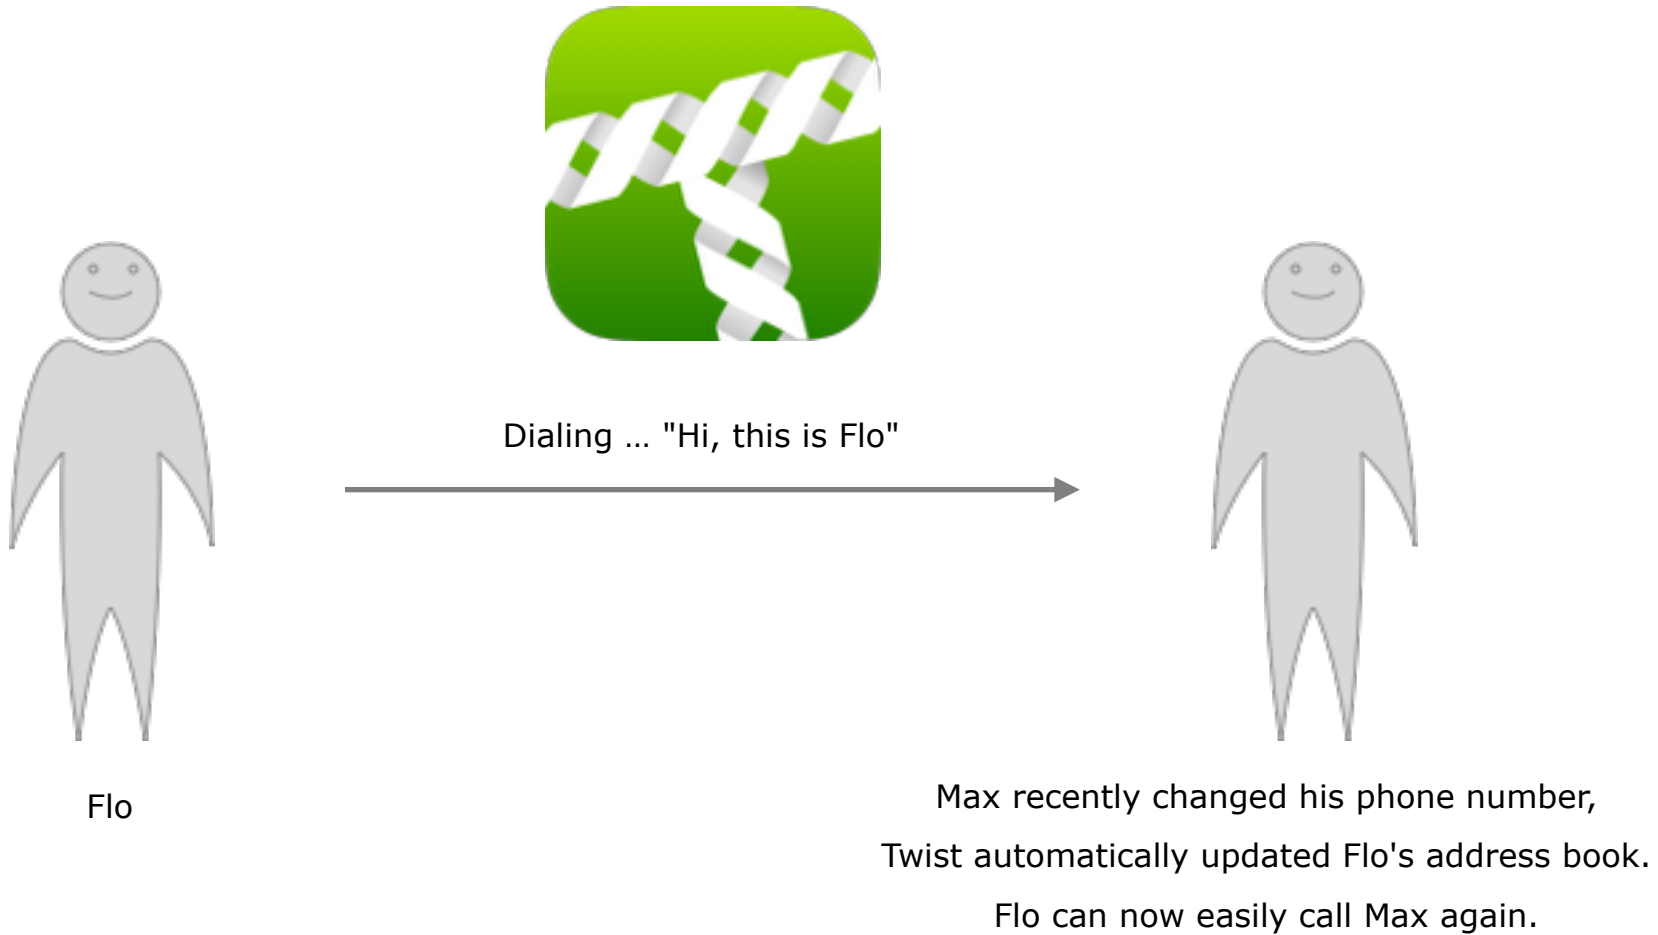 Dialing … "Hi, this is Flo"
Flo
Max recently changed his phone number,
Twist automatically updated Flo's address book.
Flo can now easily call Max again.